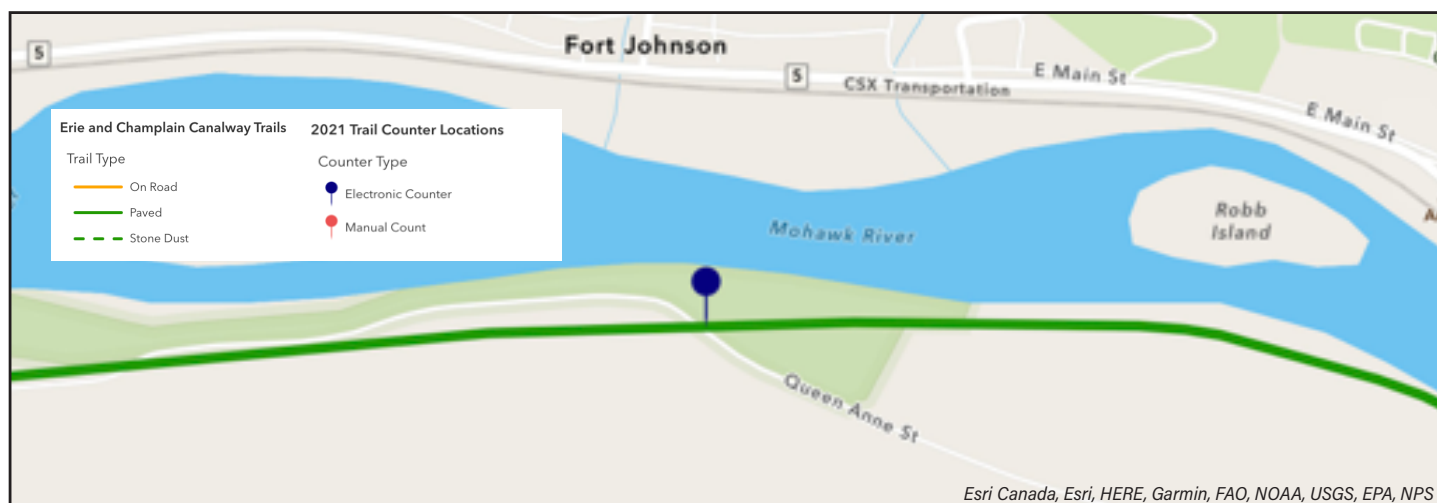 5
Fort Johnson
5
CSX Transportation
E Main St
E Main St
Erie and Champlain Canalway Trails
Trail Type
On Road
Paved
Stone Dust
2021 Trail Counter Locations
Counter Type
Electronic Counter
Manual Count
Mohawk River
Robb
Island
Queen Anne St
Esri Canada, Esri, HERE, Garmin, FAO, NOAA, USGS, EPA, NPS